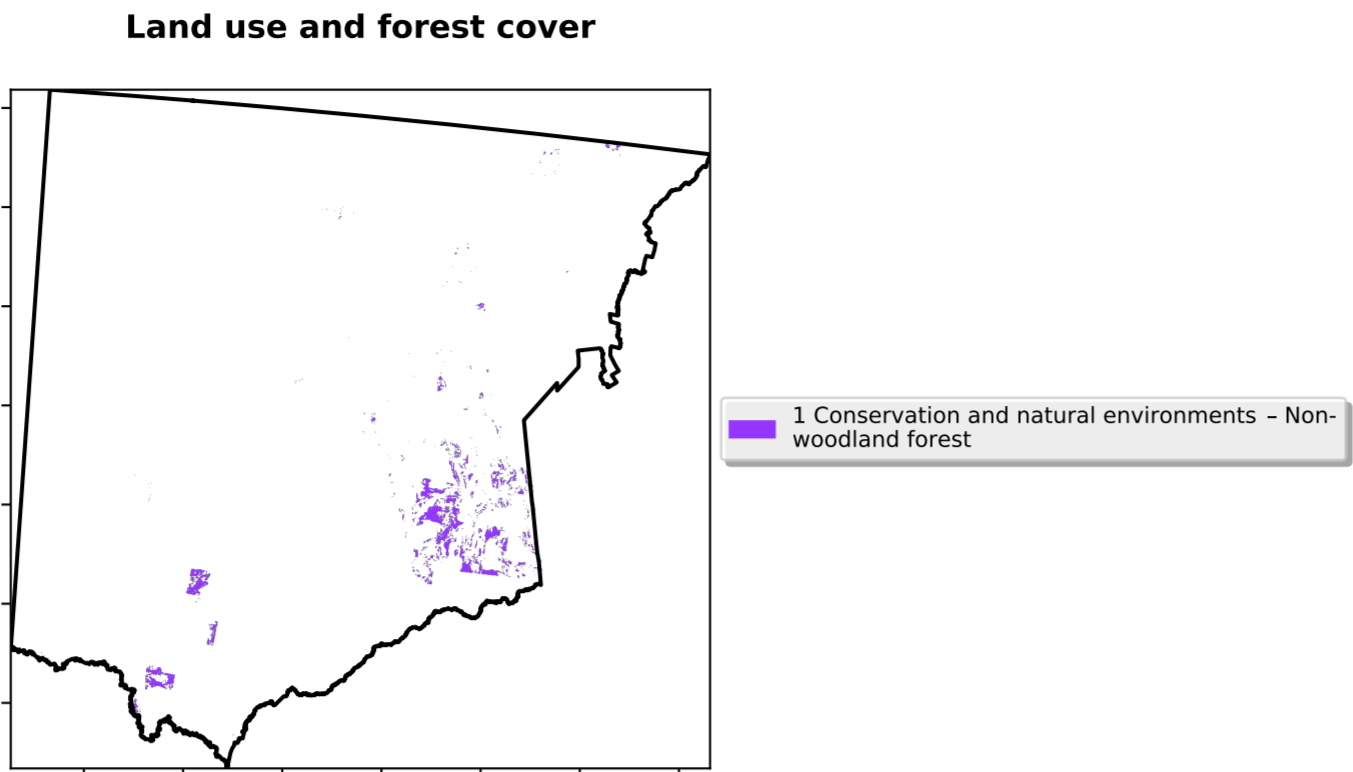 Land use and forest cover
1 Conservation and natural environments – Non-
woodland forest